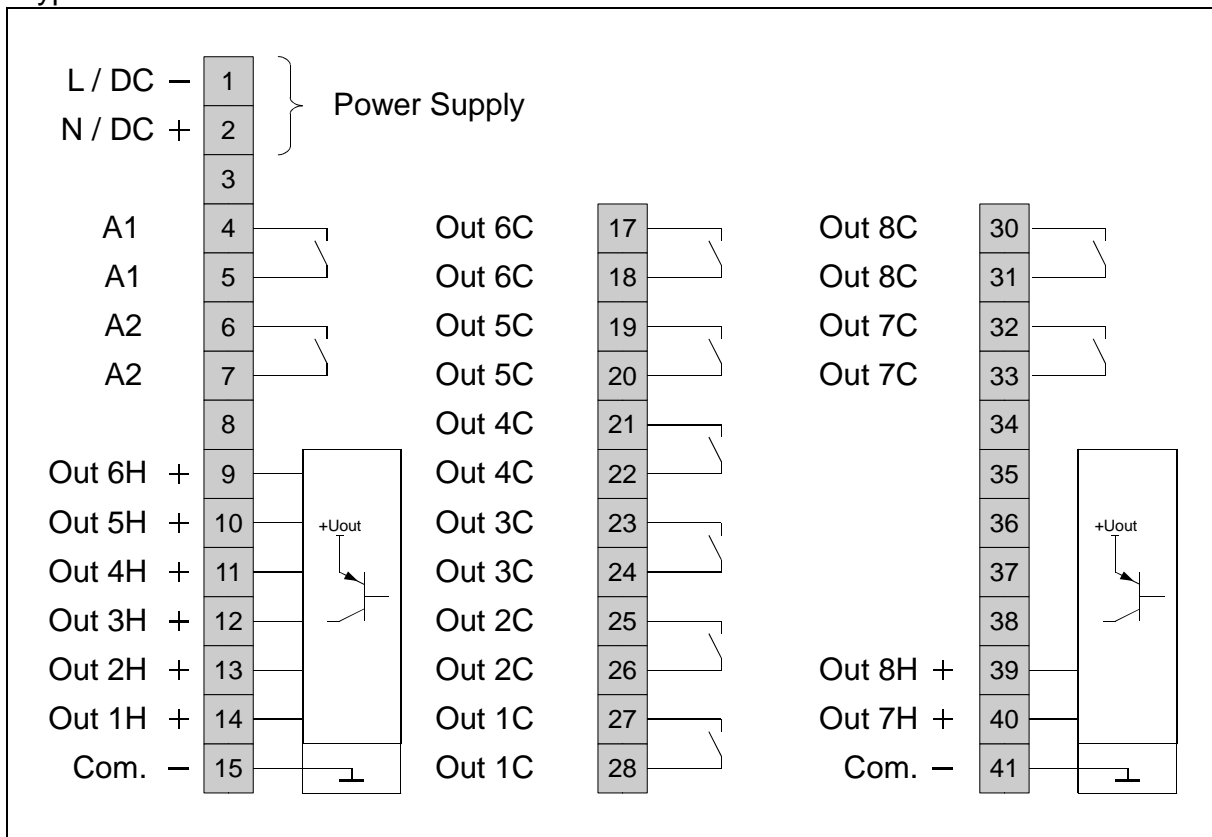 L / DC − 1
N / DC + 2
Power Supply
3
A1 4
A1 5
A2 6
A2 7
8
Out 6H + 9
Out 5H + 10
Out 4H + 11
Out 3H + 12
Out 2H + 13
Out 1H + 14
Com. − 15
+Uout
Out 6C 17
Out 6C 18
Out 5C 19
Out 5C 20
Out 4C 21
Out 4C 22
Out 3C 23
Out 3C 24
Out 2C 25
Out 2C 26
Out 1C 27
Out 1C 28
Out 8C 30
Out 8C 31
Out 7C 32
Out 7C 33
34
35
36
37
38
Out 8H + 39
Out 7H + 40
Com. − 41
+Uout